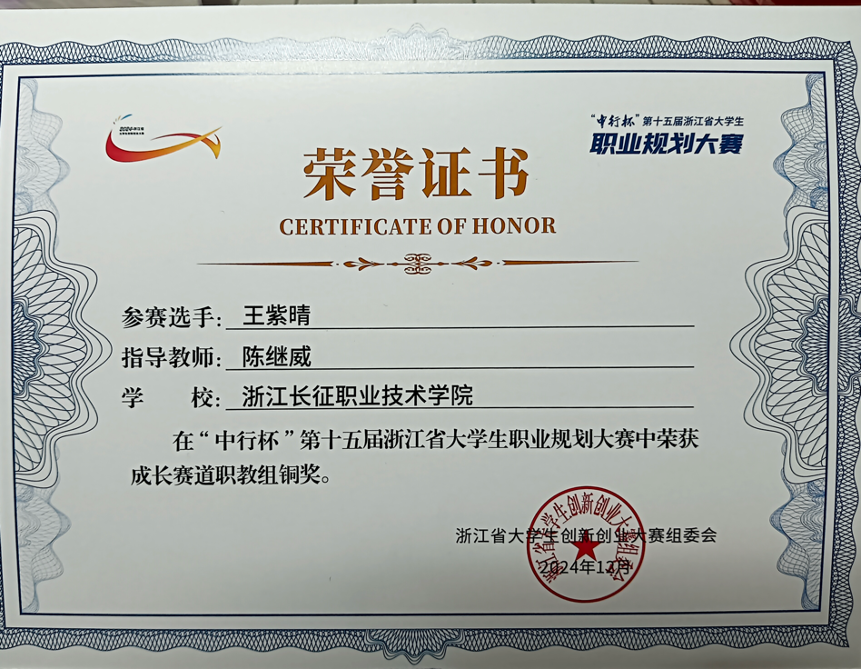 “中行杯”第十五届浙江省大学生
职业规划大赛
荣誉证书
CERTIFICATE OF HONOR
参赛选手: 王紫晴
指导教师: 陈继威
学 校: 浙江长征职业技术学院
在“中行杯”第十五届浙江省大学生职业规划大赛中荣获
成长赛道职教组铜奖。
浙江省大学生创新创业大赛组委会
2024年12月